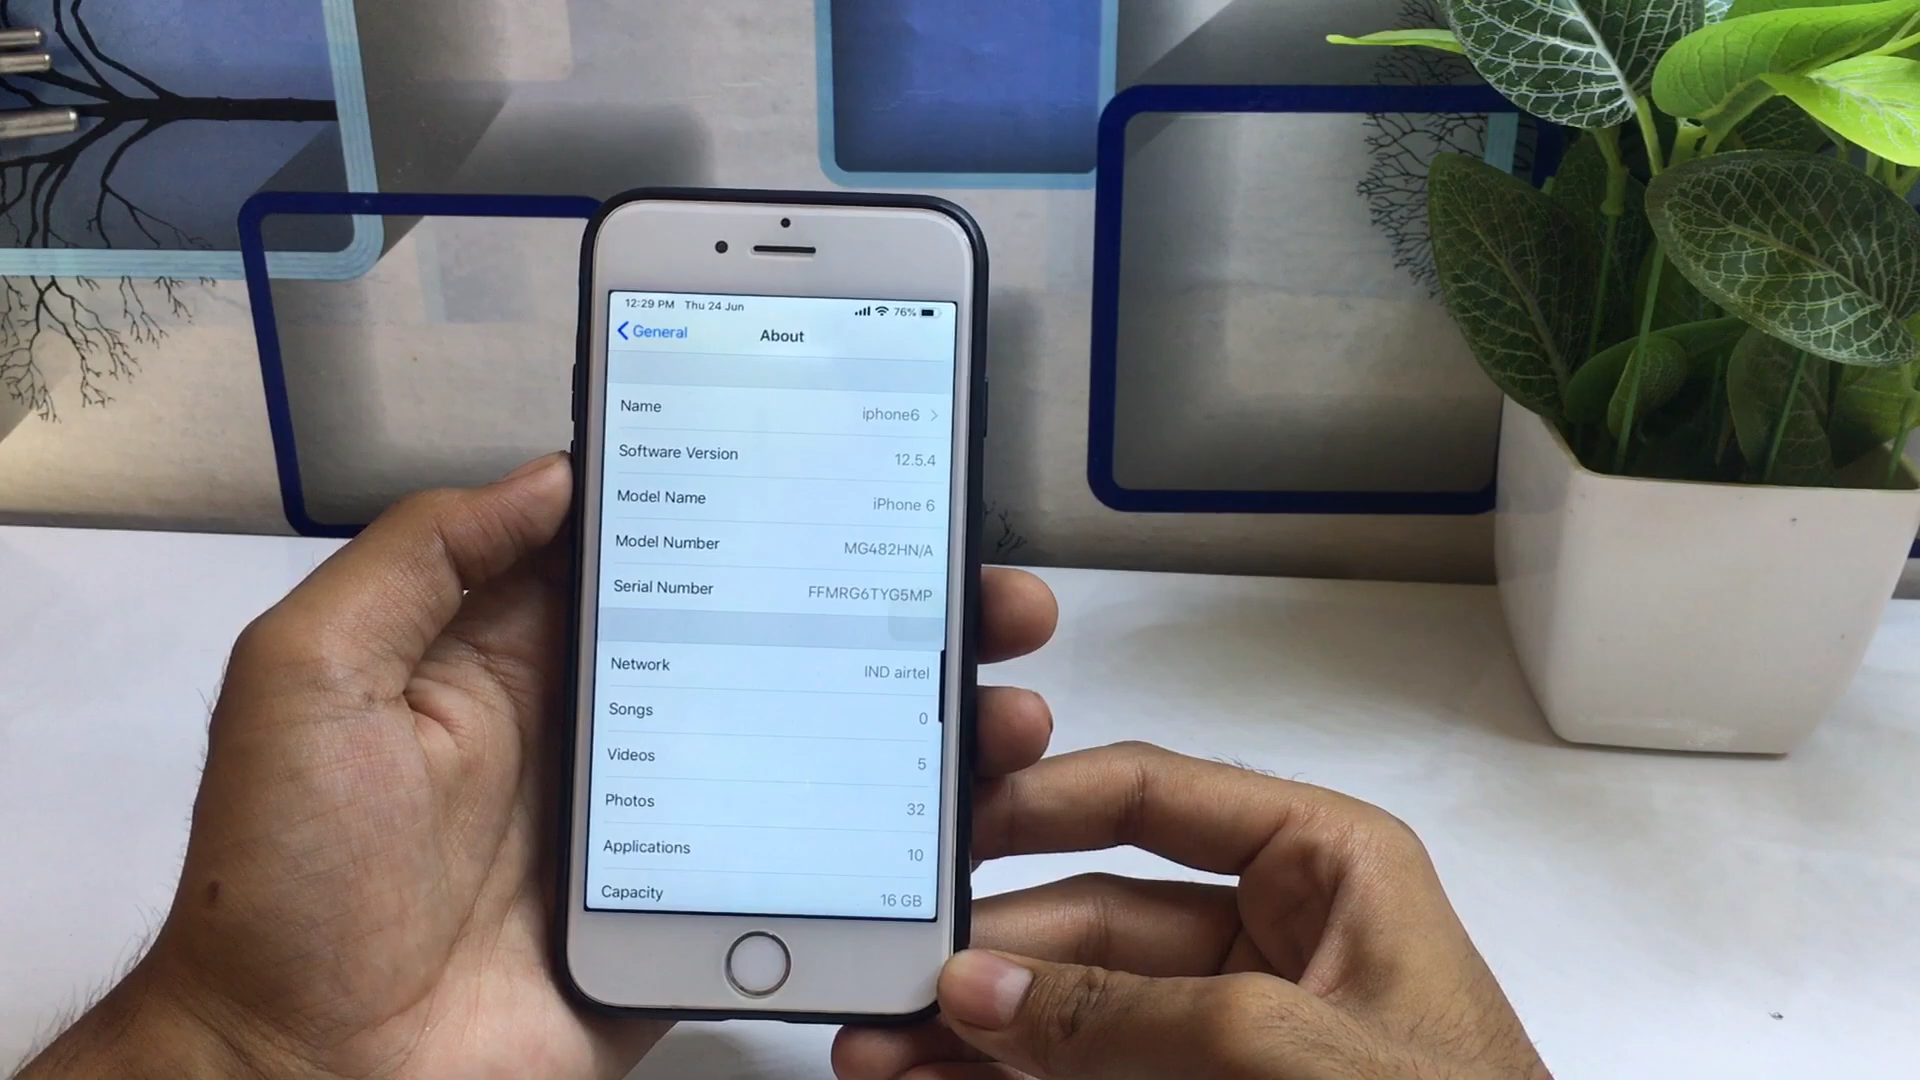 12:29 PM Thu 24 Jun 76%
General About
Name iphone6
Software Version 12.5.4
Model Name iPhone 6
Model Number MG482HN/A
Serial Number FFMRG6TYG5MP
Network IND airtel
Songs 0
Videos 5
Photos 32
Applications 10
Capacity 16 GB